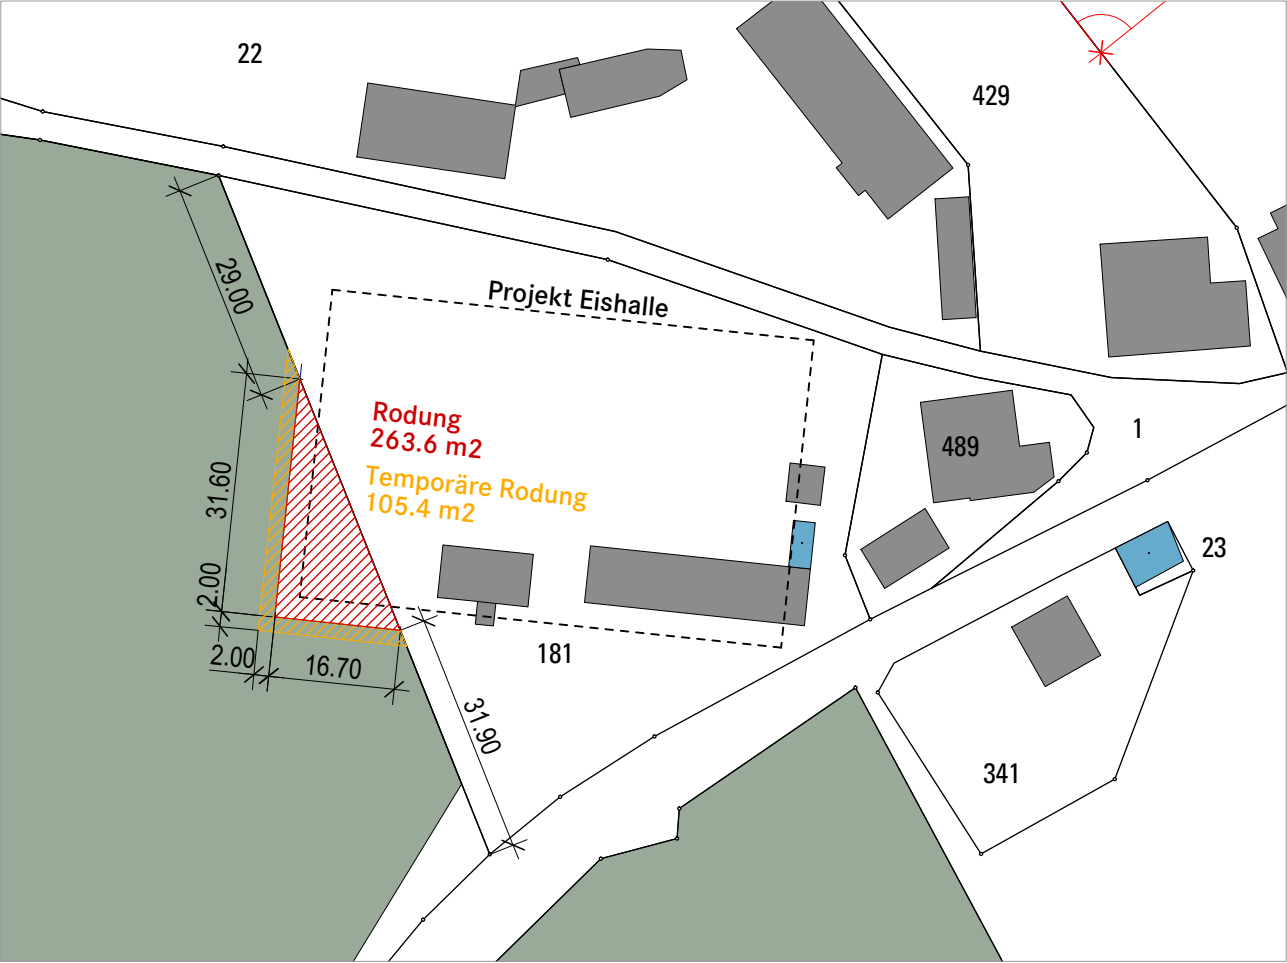 22
429
29.00
Projekt Eishalle
Rodung
263.6 m2
Temporäre Rodung
105.4 m2
489
1
31.60
23
2.00
181
2.00
16.70
31.90
341